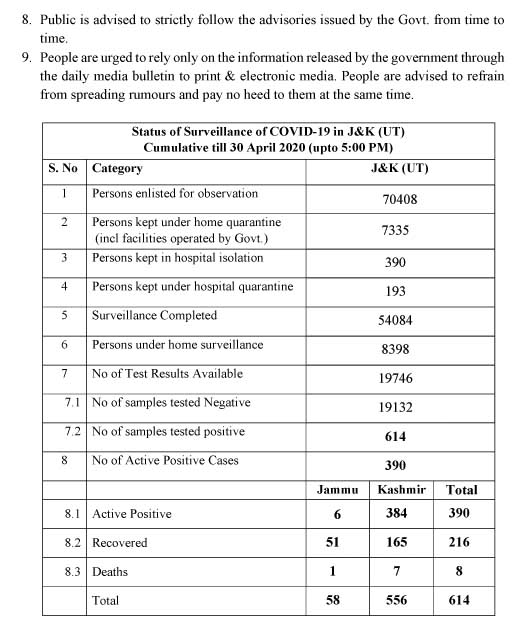 8. Public is advised to strictly follow the advisories issued by the Govt. from time to
time.
9. People are urged to rely only on the information released by the government through
the daily media bulletin to print & electronic media. People are advised to refrain
from spreading rumours and pay no heed to them at the same time.
Status of Surveillance of COVID-19 in J&K (UT)
Cumulative till 30 April 2020 (upto 5:00 PM)
S. No Category J&K (UT)
1 Persons enlisted for observation 70408
2 Persons kept under home quarantine
(incl facilities operated by Govt.) 7335
3 Persons kept in hospital isolation 390
4 Persons kept under hospital quarantine 193
5 Surveillance Completed 54084
6 Persons under home surveillance 8398
7 No of Test Results Available 19746
7.1 No of samples tested Negative 19132
7.2 No of samples tested positive 614
8 No of Active Positive Cases 390
Jammu Kashmir Total
8.1 Active Positive 6 384 390
8.2 Recovered 51 165 216
8.3 Deaths 1 7 8
Total 58 556 614